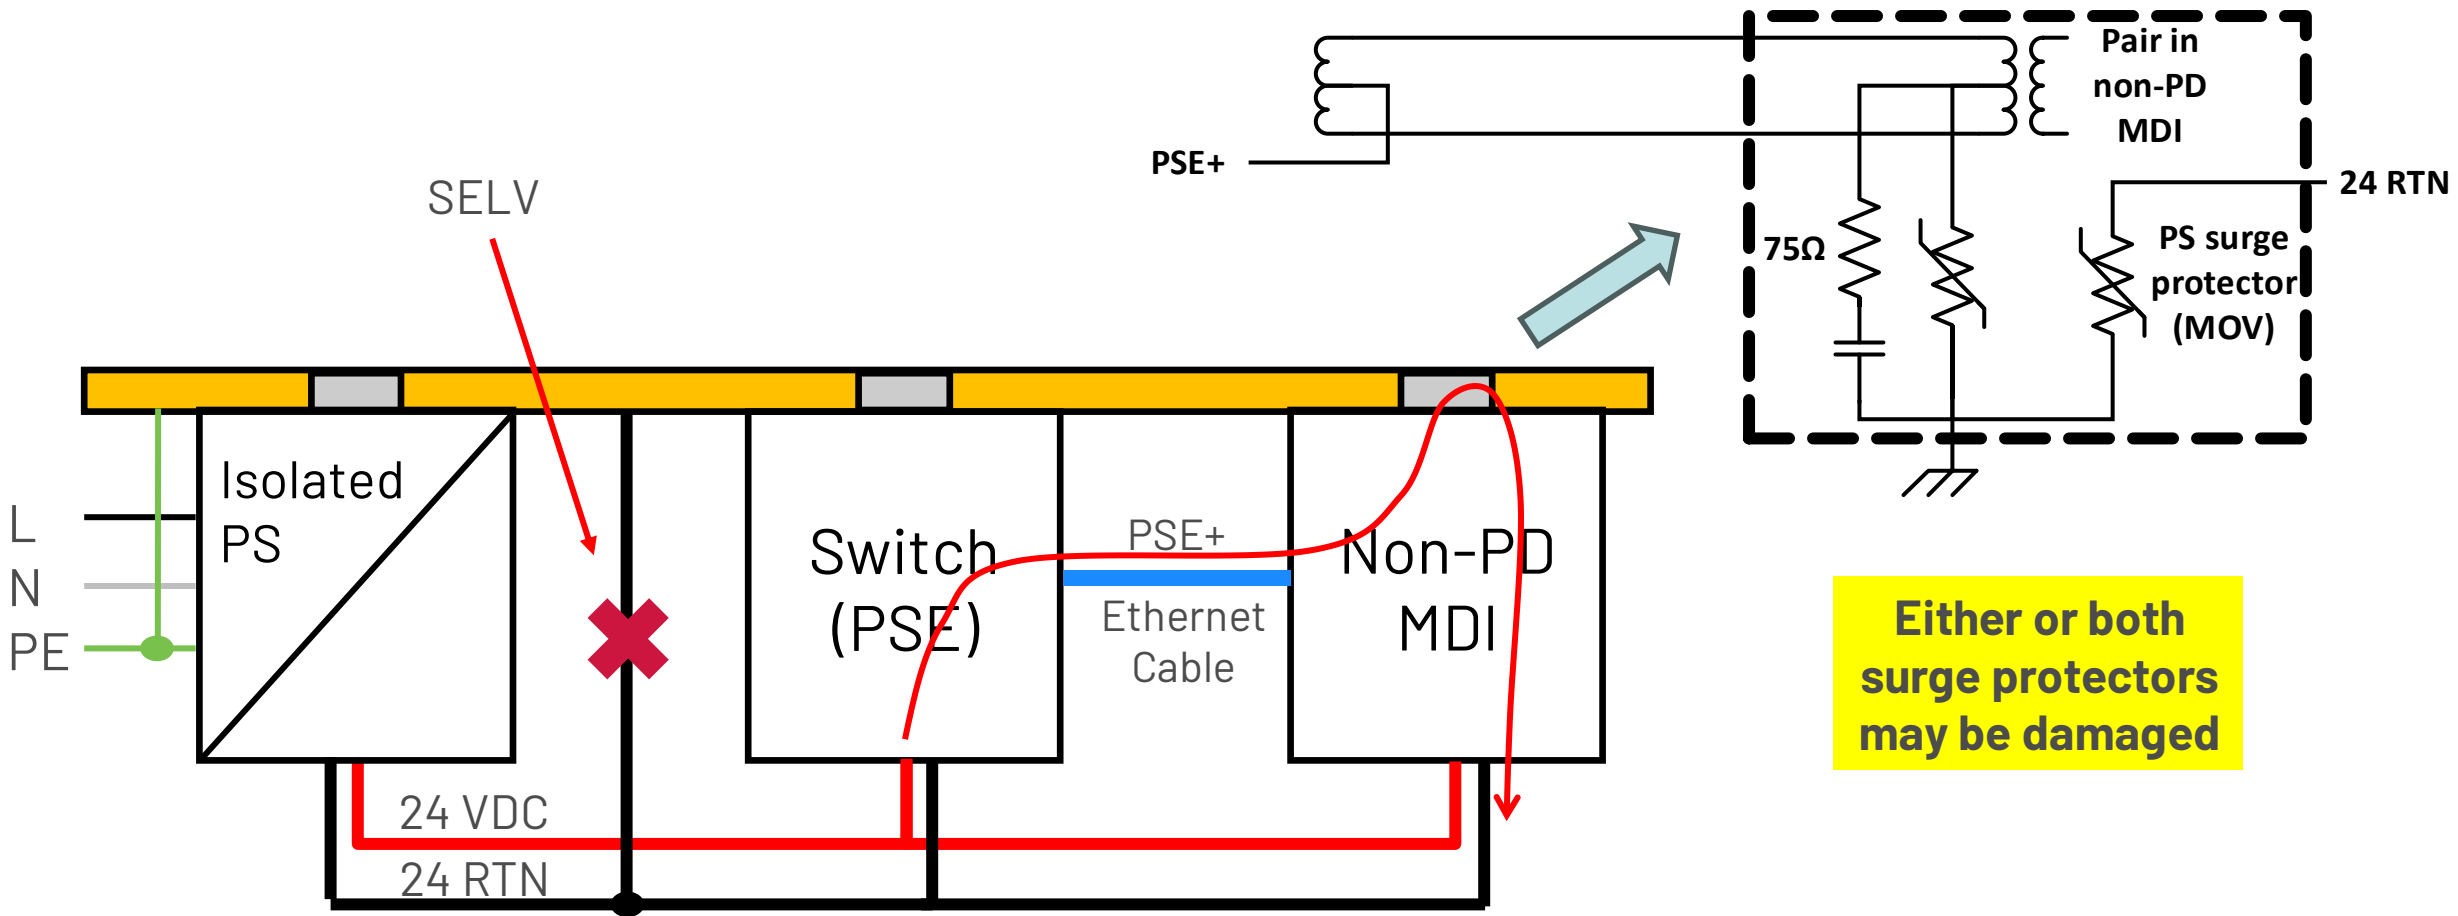 Pair in
non-PD
MDI
PSE+
24 RTN
SELV
75Ω
PS surge
protector
(MOV)
Isolated
PS
L
N
PE
Switch
(PSE)
PSE+
Ethernet
Cable
Non-PD
MDI
Either or both
surge protectors
may be damaged
24 VDC
24 RTN